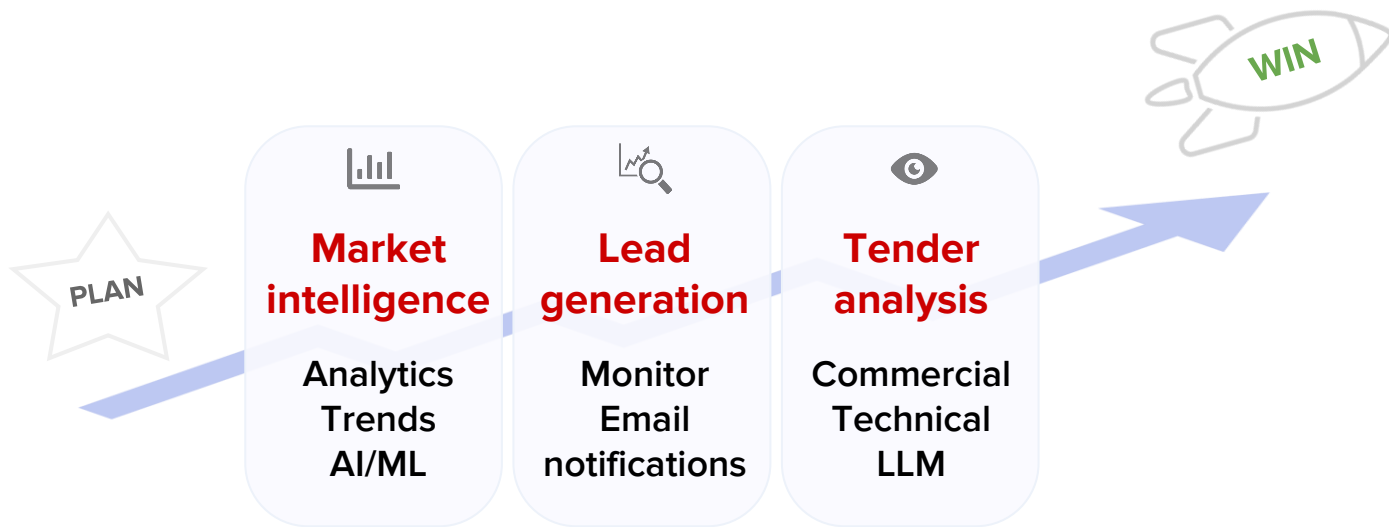 WIN
PLAN
Market
intelligence
Analytics
Trends
AI/ML
Lead
generation
Monitor
Email
notifications
Tender
analysis
Commercial
Technical
LLM